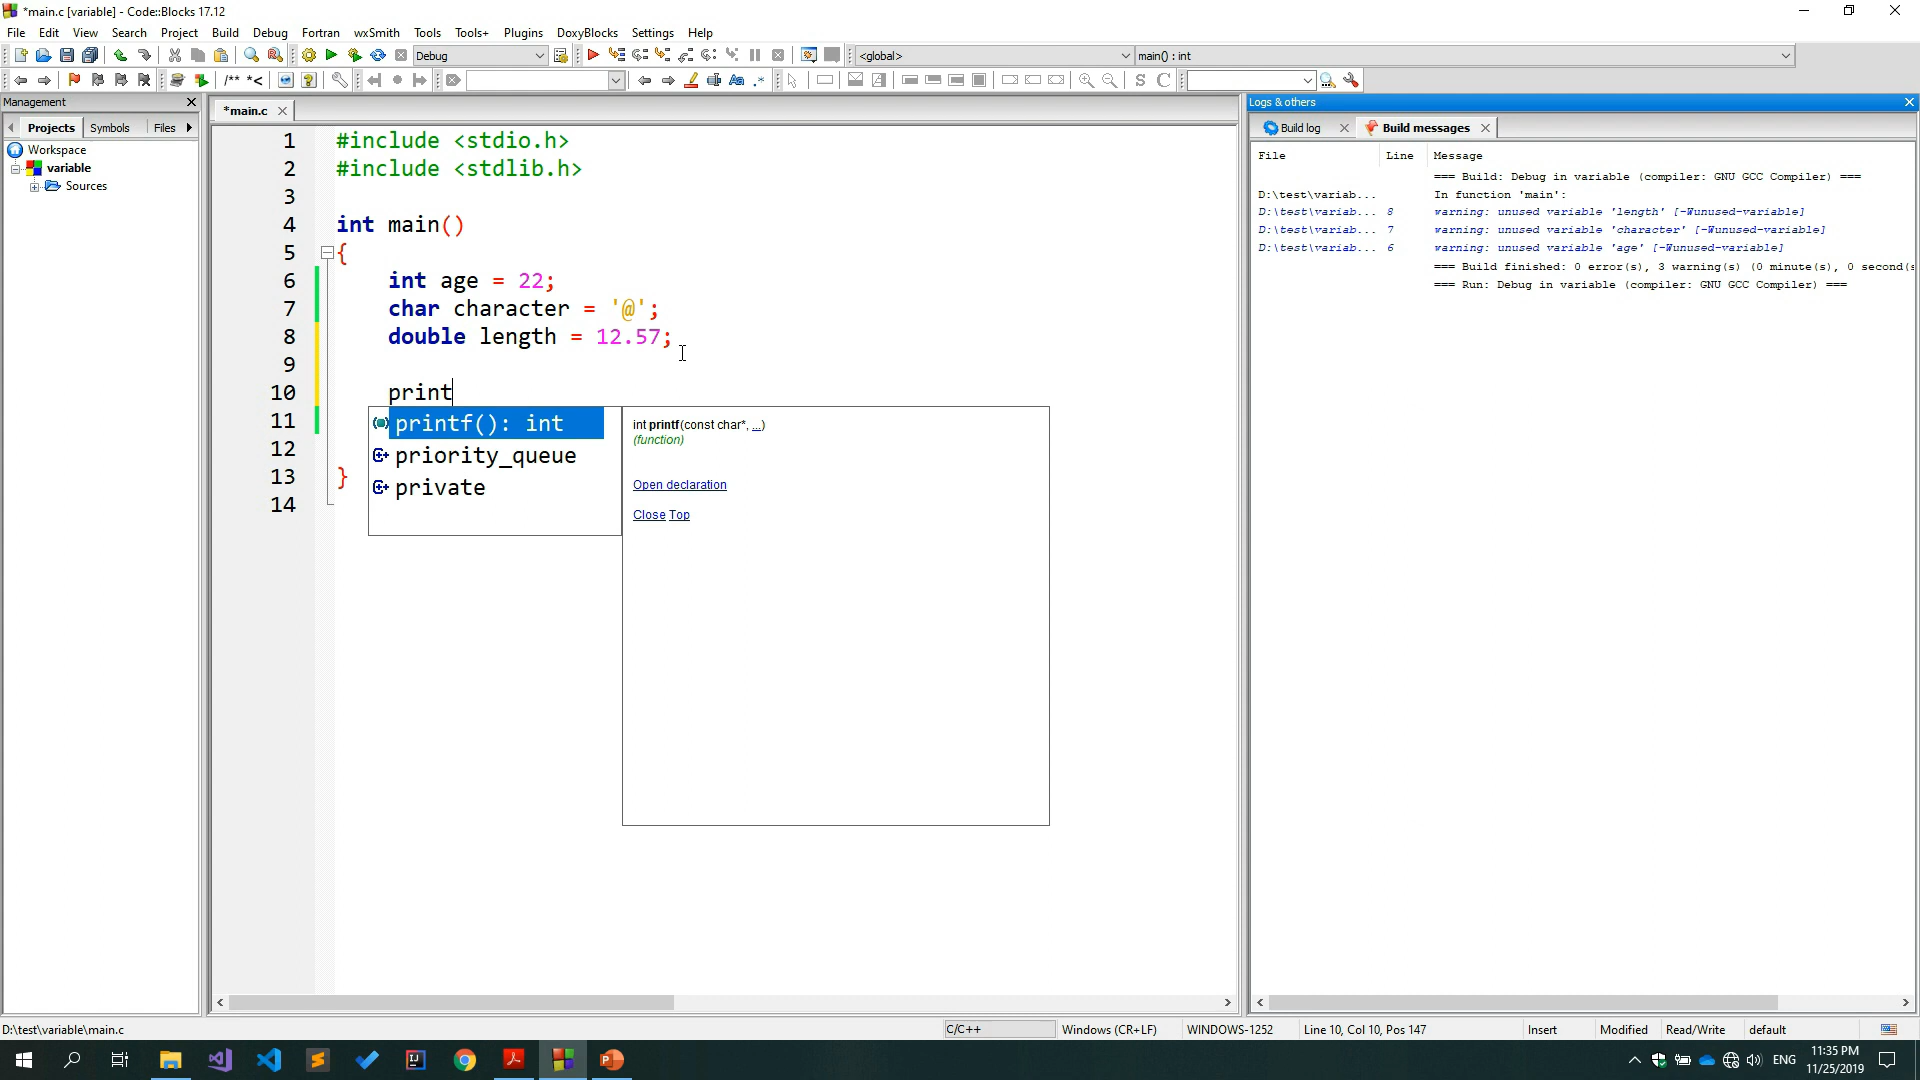 *main.c [variable] - Code::Blocks 17.12
File Edit View Search Project Build Debug Fortran wxSmith Tools Tools+ Plugins DoxyBlocks Settings Help
Debug <global> main() : int
/** *< Aa .* S C
Management Logs & others
Projects Symbols Files
*main.c
Build log Build messages
Workspace
variable
Sources
File Line Message
=== Build: Debug in variable (compiler: GNU GCC Compiler) ===
D:\test\variab... In function 'main':
D:\test\variab... 8 warning: unused variable 'length' [-Wunused-variable]
D:\test\variab... 7 warning: unused variable 'character' [-Wunused-variable]
D:\test\variab... 6 warning: unused variable 'age' [-Wunused-variable]
=== Build finished: 0 error(s), 3 warning(s) (0 minute(s), 0 second(s
=== Run: Debug in variable (compiler: GNU GCC Compiler) ===
1 #include <stdio.h>
2 #include <stdlib.h>
3
4 int main()
5 {
6 int age = 22;
7 char character = '@';
8 double length = 12.57;
9
10 print
11
12
13 }
14
printf(): int
priority_queue
private
int printf(const char*, ...)
(function)
Open declaration
Close Top
D:\test\variable\main.c C/C++ Windows (CR+LF) WINDOWS-1252 Line 10, Col 10, Pos 147 Insert Modified Read/Write default
ENG 11:35 PM
11/25/2019